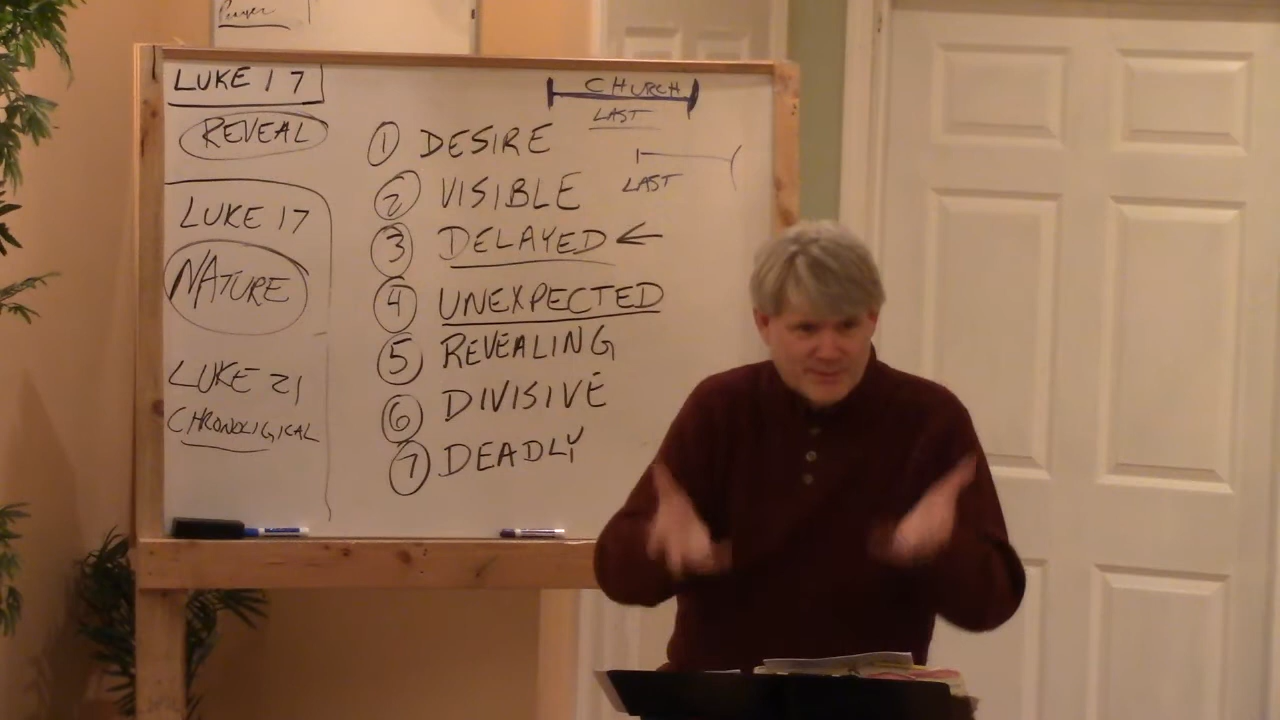 Prayer
LUKE 17
REVEAL
LUKE 17
NATURE
LUKE 21
CHRONOLIGICAL
CHURCH
LAST
LAST
1 DESIRE
2 VISIBLE
3 DELAYED ←
4 UNEXPECTED
5 REVEALING
6 DIVISIVE
7 DEADLY